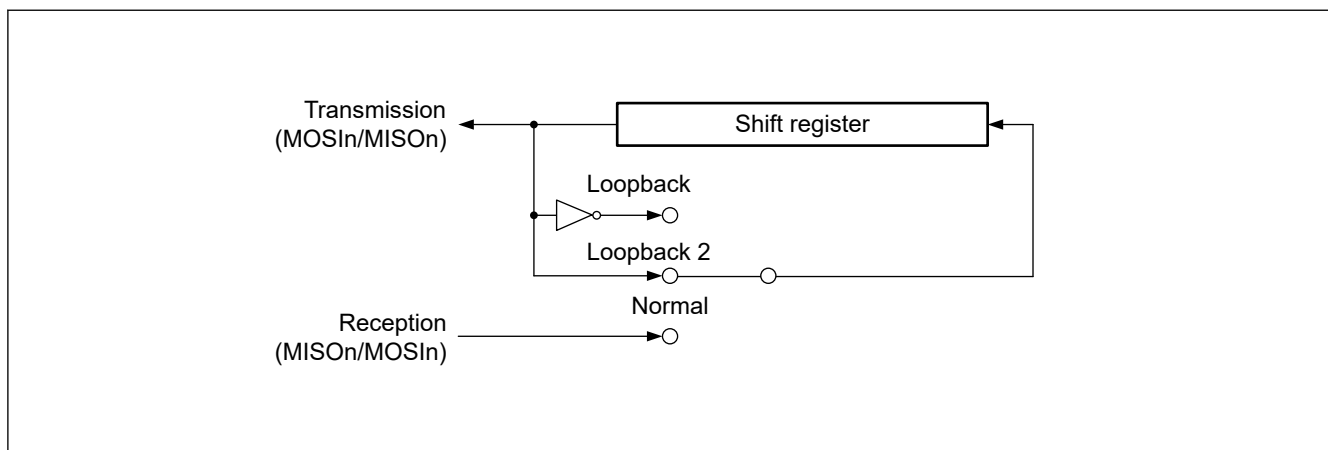 Transmission
(MOSIn/MISOn)
Shift register
Loopback
Loopback 2
Normal
Reception
(MISOn/MOSIn)